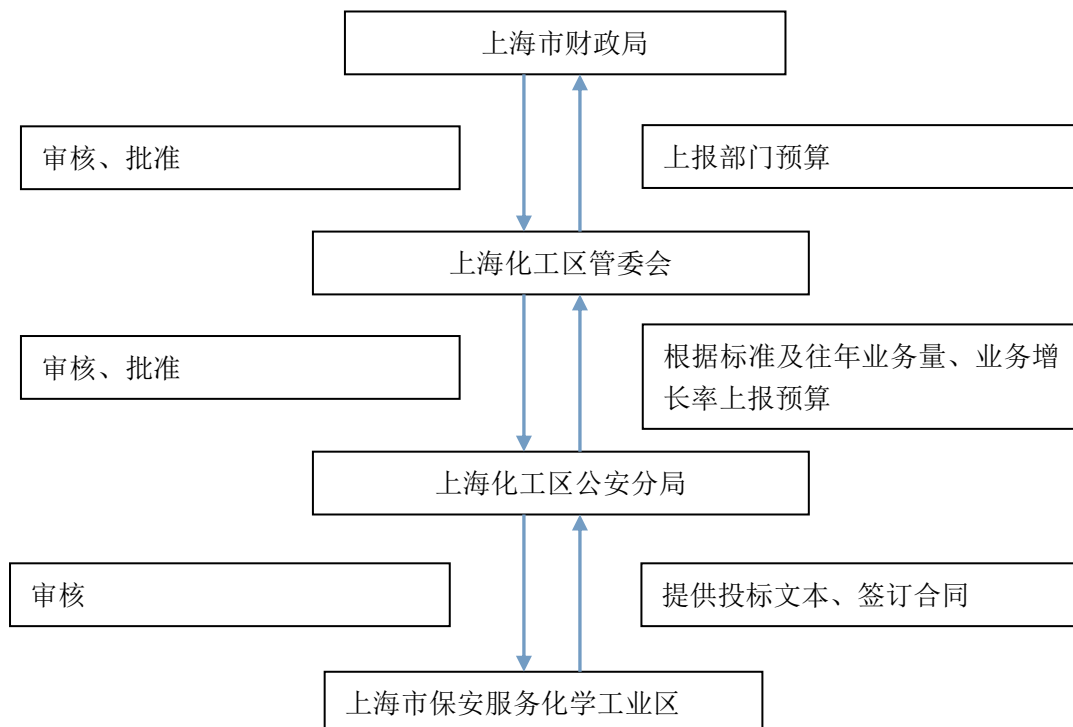 上海市财政局
审核、批准
上报部门预算
上海化工区管委会
审核、批准
根据标准及往年业务量、业务增
长率上报预算
上海化工区公安分局
审核
提供投标文本、签订合同
上海市保安服务化学工业区